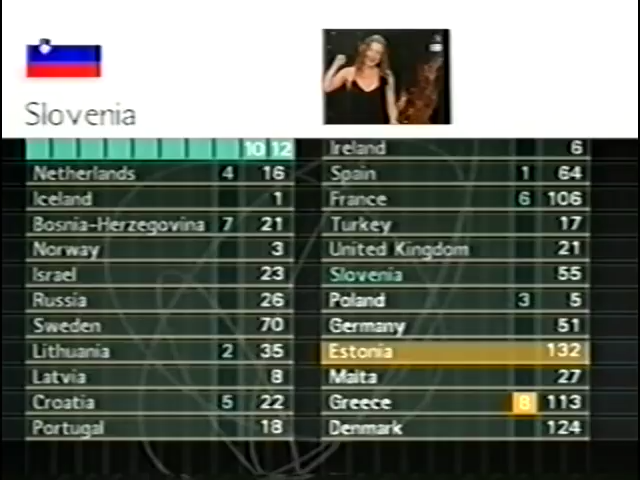 Slovenia
10 12
Netherlands 4 16
Iceland 1
Bosnia-Herzegovina 7 21
Norway 3
Israel 23
Russia 26
Sweden 70
Lithuania 2 35
Latvia 8
Croatia 5 22
Portugal 18
Ireland 6
Spain 1 64
France 6 106
Turkey 17
United Kingdom 21
Slovenia 55
Poland 3 5
Germany 51
Estonia 132
Malta 27
Greece 8 113
Denmark 124